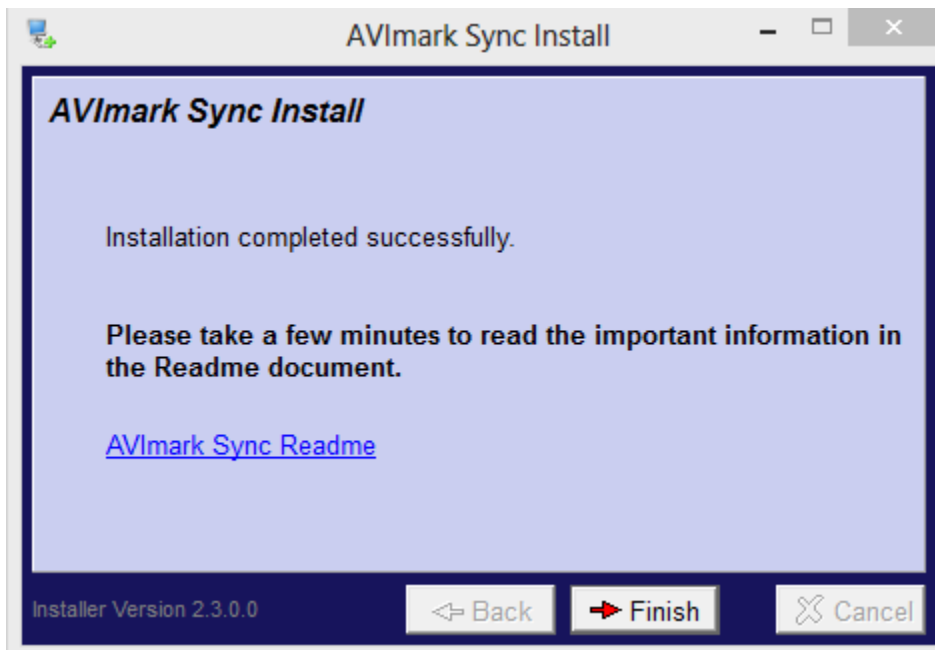 AVImark Sync Install
AVImark Sync Install
Installation completed successfully.
Please take a few minutes to read the important information in
the Readme document.
AVImark Sync Readme
Installer Version 2.3.0.0
Back
Finish
Cancel